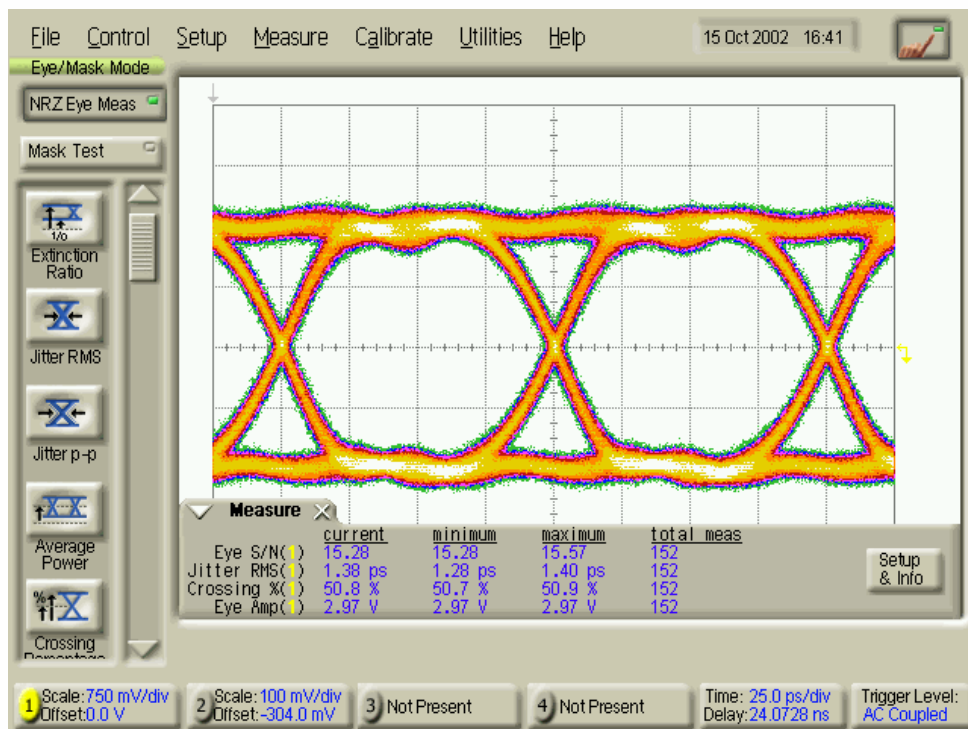 File Control Setup Measure Calibrate Utilities Help 15 Oct 2002 16:41
Eye/Mask Mode
NRZ Eye Meas
Mask Test
1/0
Extinction
Ratio
Jitter RMS
Jitter p-p
Average
Power
%
Crossing
Percentage
Measure
current minimum maximum total meas
Eye S/N(1) 15.28 15.28 15.57 152
Jitter RMS(1) 1.38 ps 1.28 ps 1.40 ps 152
Crossing %(1) 50.8 % 50.7 % 50.9 % 152
Eye Amp(1) 2.97 V 2.97 V 2.97 V 152
Setup
& Info
1 Scale:750 mV/div
Offset:0.0 V
2 Scale:100 mV/div
Offset:-304.0 mV
3 Not Present
4 Not Present
Time: 25.0 ps/div
Delay:24.0728 ns
Trigger Level:
AC Coupled